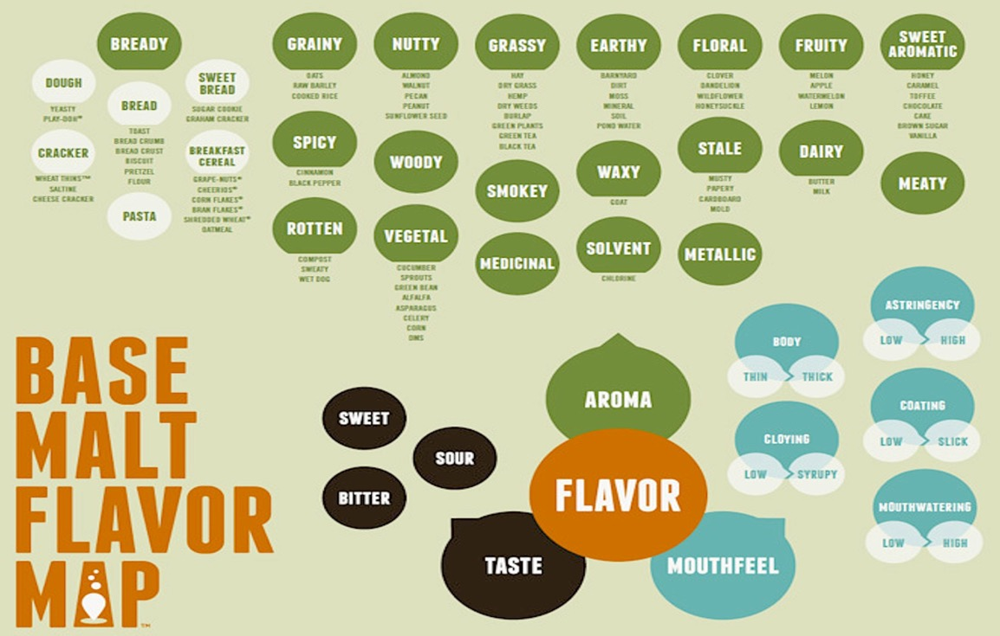 BREADY
DOUGH
YEASTY
PLAY-DOH™
CRACKER
WHEAT THINS™
SALTINE
CHEESE CRACKER
BREAD
TOAST
BREAD CRUMB
BREAD CRUST
BISCUIT
PRETZEL
FLOUR
PASTA
SWEET
BREAD
SUGAR COOKIE
GRAHAM CRACKER
BREAKFAST
CEREAL
GRAPE-NUTS®
CHEERIOS®
CORN FLAKES®
BRAN FLAKES®
SHREDDED WHEAT®
OATMEAL
GRAINY
OATS
RAW BARLEY
COOKED RICE
SPICY
CINNAMON
BLACK PEPPER
ROTTEN
COMPOST
SWEATY
WET DOG
NUTTY
ALMOND
WALNUT
PECAN
PEANUT
SUNFLOWER SEED
WOODY
VEGETAL
CUCUMBER
SPROUTS
GREEN BEAN
ALFALFA
ASPARAGUS
CELERY
CORN
DMS
GRASSY
HAY
DRY GRASS
HEMP
DRY WEEDS
BURLAP
GREEN PLANTS
GREEN TEA
BLACK TEA
SMOKEY
MEDICINAL
EARTHY
BARNYARD
DIRT
MOSS
MINERAL
SOIL
POND WATER
WAXY
COAT
SOLVENT
CHLORINE
FLORAL
CLOVER
DANDELION
WILDFLOWER
HONEYSUCKLE
STALE
MUSTY
PAPERY
CARDBOARD
MOLD
METALLIC
FRUITY
MELON
APPLE
WATERMELON
LEMON
DAIRY
BUTTER
MILK
SWEET
AROMATIC
HONEY
CARAMEL
TOFFEE
CHOCOLATE
CAKE
BROWN SUGAR
VANILLA
MEATY
BASE
MALT
FLAVOR
MAP™
SWEET
SOUR
BITTER
AROMA
FLAVOR
TASTE
MOUTHFEEL
BODY
THIN > THICK
CLOYING
LOW > SYRUPY
ASTRINGENCY
LOW > HIGH
COATING
LOW > SLICK
MOUTHWATERING
LOW > HIGH